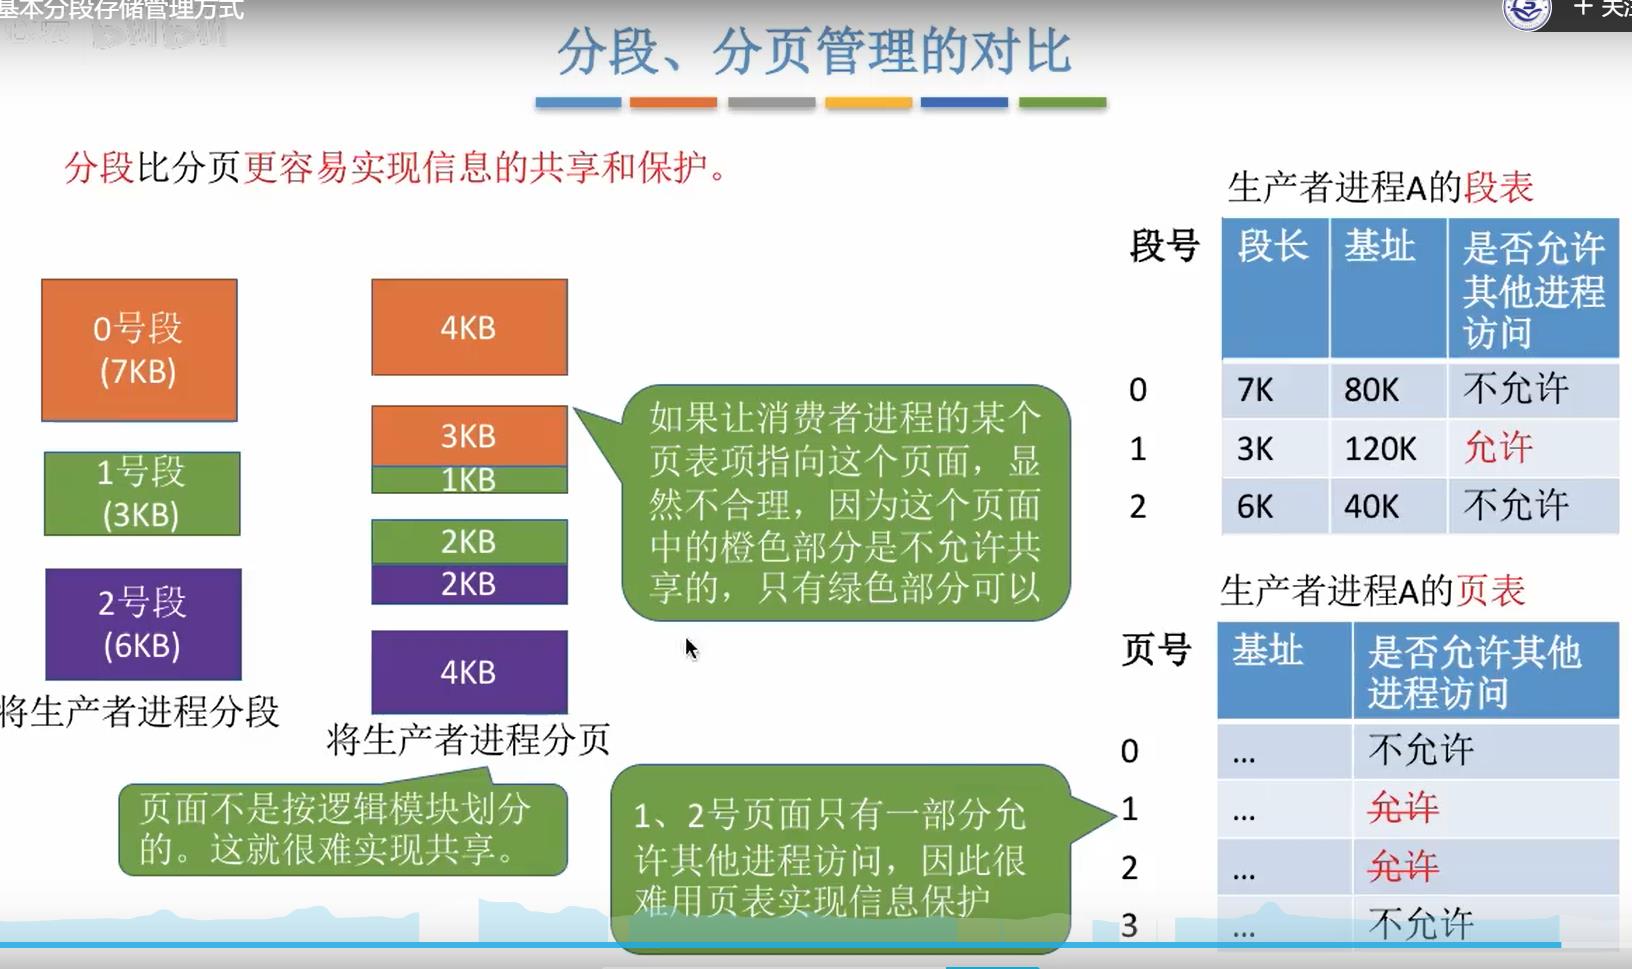 基本分段存储管理方式
分段、分页管理的对比
分段比分页更容易实现信息的共享和保护。
0号段
(7KB)
1号段
(3KB)
2号段
(6KB)
将生产者进程分段
4KB
3KB
1KB
2KB
2KB
4KB
将生产者进程分页
页面不是按逻辑模块划分
的。这就很难实现共享。
如果让消费者进程的某个
页表项指向这个页面，显
然不合理，因为这个页面
中的橙色部分是不允许共
享的，只有绿色部分可以
1、2号页面只有一部分允
许其他进程访问，因此很
难用页表实现信息保护
生产者进程A的段表
段号 段长 基址 是否允许
其他进程
访问
0 7K 80K 不允许
1 3K 120K 允许
2 6K 40K 不允许
生产者进程A的页表
页号 基址 是否允许其他
进程访问
0 ... 不允许
1 ... 允许
2 ... 允许
3 ... 不允许